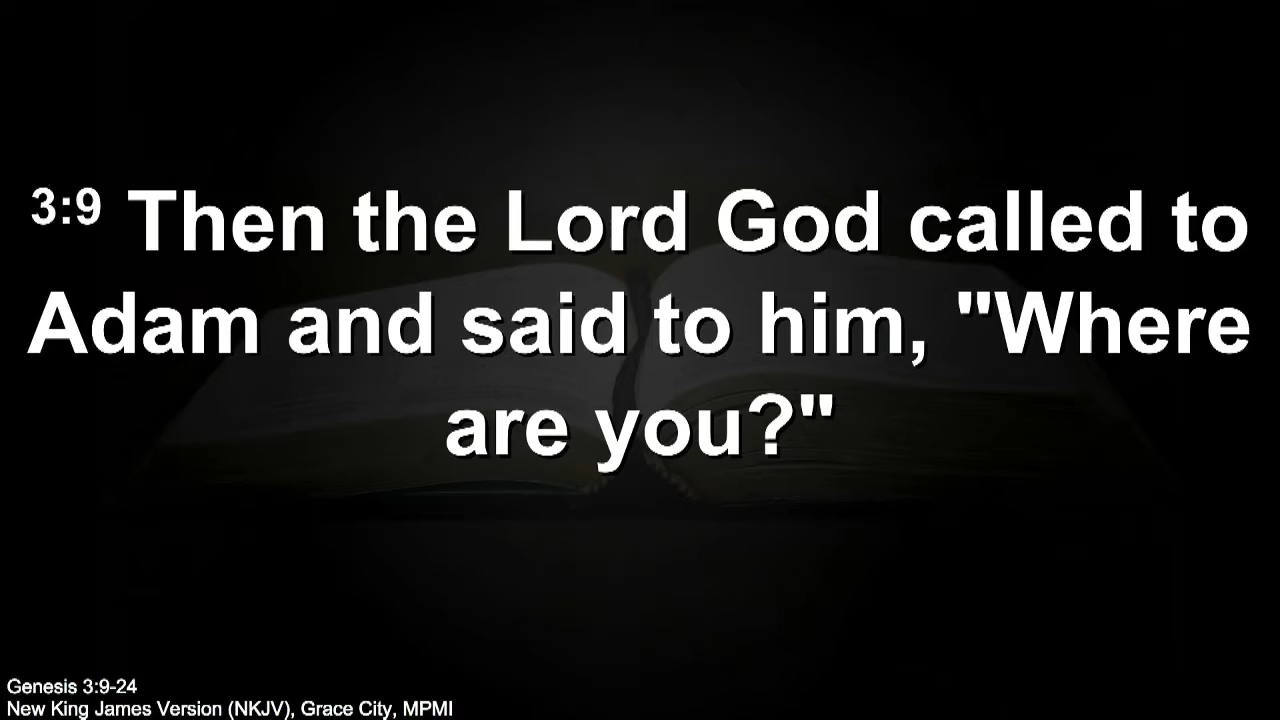 3:9 Then the Lord God called to
Adam and said to him, "Where
are you?"
Genesis 3:9-24
New King James Version (NKJV), Grace City, MPMI